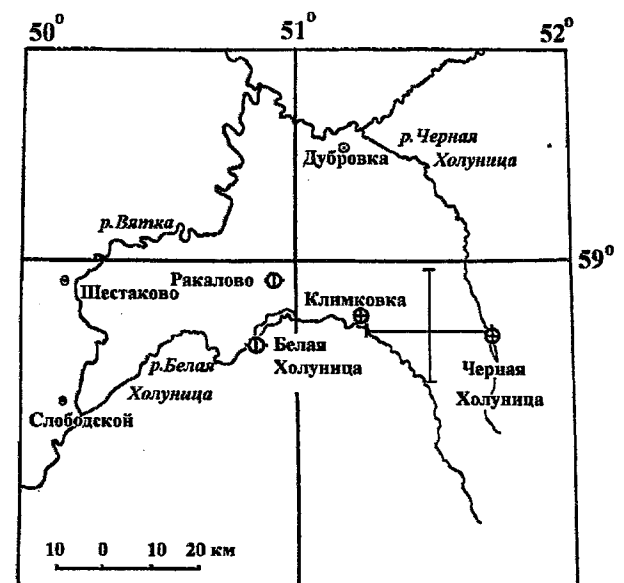 50° 51° 52°
р.Черная
Холуница
Дубровка
р.Вятка
59°
Ракалово
Шестаково
Климковка
Белая
Холуница
р.Белая
Холуница
Черная
Холуница
Слободской
10 0 10 20 км